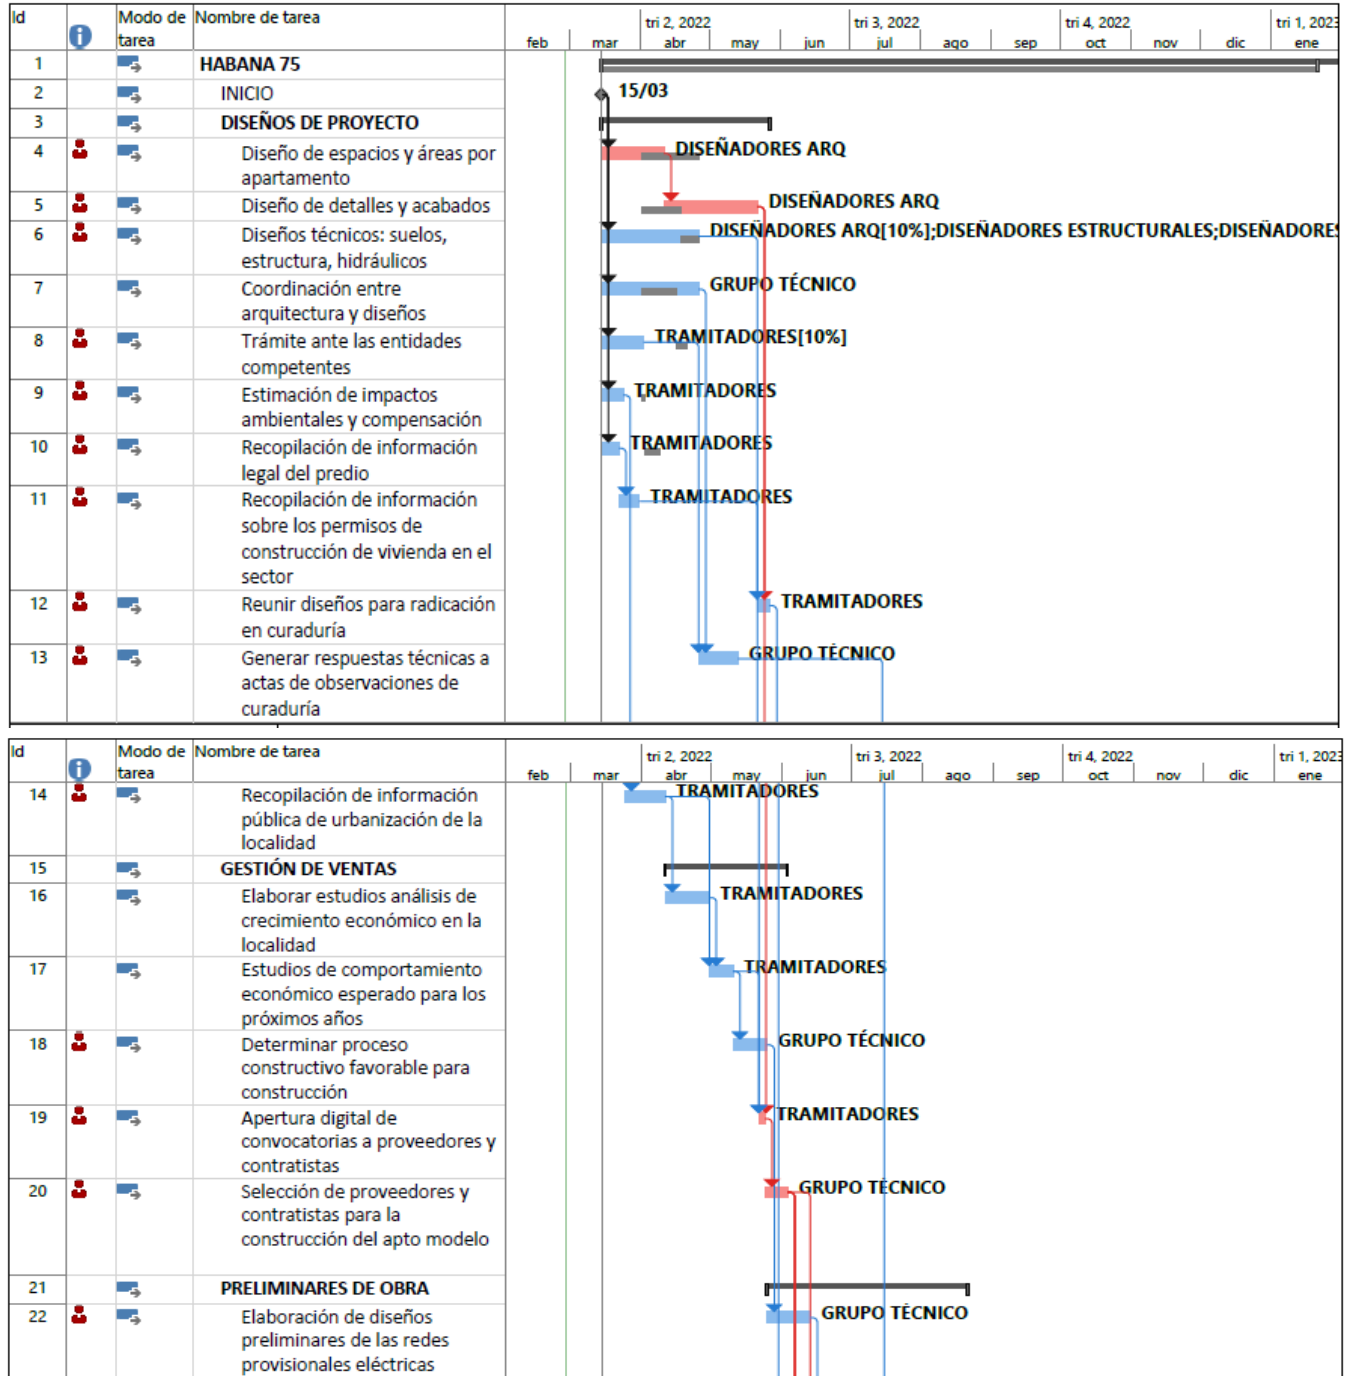 Id Modo de tarea Nombre de tarea tri 2, 2022 tri 3, 2022 tri 4, 2022 tri 1, 2023
feb mar abr may jun jul ago sep oct nov dic ene
1 HABANA 75
2 INICIO 15/03
3 DISEÑOS DE PROYECTO
4 Diseño de espacios y áreas por DISEÑADORES ARQ
apartamento
5 Diseño de detalles y acabados DISEÑADORES ARQ
6 Diseños técnicos: suelos, DISEÑADORES ARQ[10%];DISEÑADORES ESTRUCTURALES;DISEÑADORES
estructura, hidráulicos
7 Coordinación entre GRUPO TÉCNICO
arquitectura y diseños
8 Trámite ante las entidades TRAMITADORES[10%]
competentes
9 Estimación de impactos TRAMITADORES
ambientales y compensación
10 Recopilación de información TRAMITADORES
legal del predio
11 Recopilación de información TRAMITADORES
sobre los permisos de
construcción de vivienda en el
sector
12 Reunir diseños para radicación TRAMITADORES
en curaduría
13 Generar respuestas técnicas a GRUPO TÉCNICO
actas de observaciones de
curaduría
Id Modo de tarea Nombre de tarea tri 2, 2022 tri 3, 2022 tri 4, 2022 tri 1, 2023
feb mar abr may jun jul ago sep oct nov dic ene
14 Recopilación de información TRAMITADORES
pública de urbanización de la
localidad
15 GESTIÓN DE VENTAS
16 Elaborar estudios análisis de TRAMITADORES
crecimiento económico en la
localidad
17 Estudios de comportamiento TRAMITADORES
económico esperado para los
próximos años
18 Determinar proceso GRUPO TÉCNICO
constructivo favorable para
construcción
19 Apertura digital de TRAMITADORES
convocatorias a proveedores y
contratistas
20 Selección de proveedores y GRUPO TÉCNICO
contratistas para la
construcción del apto modelo
21 PRELIMINARES DE OBRA
22 Elaboración de diseños GRUPO TÉCNICO
preliminares de las redes
provisionales eléctricas